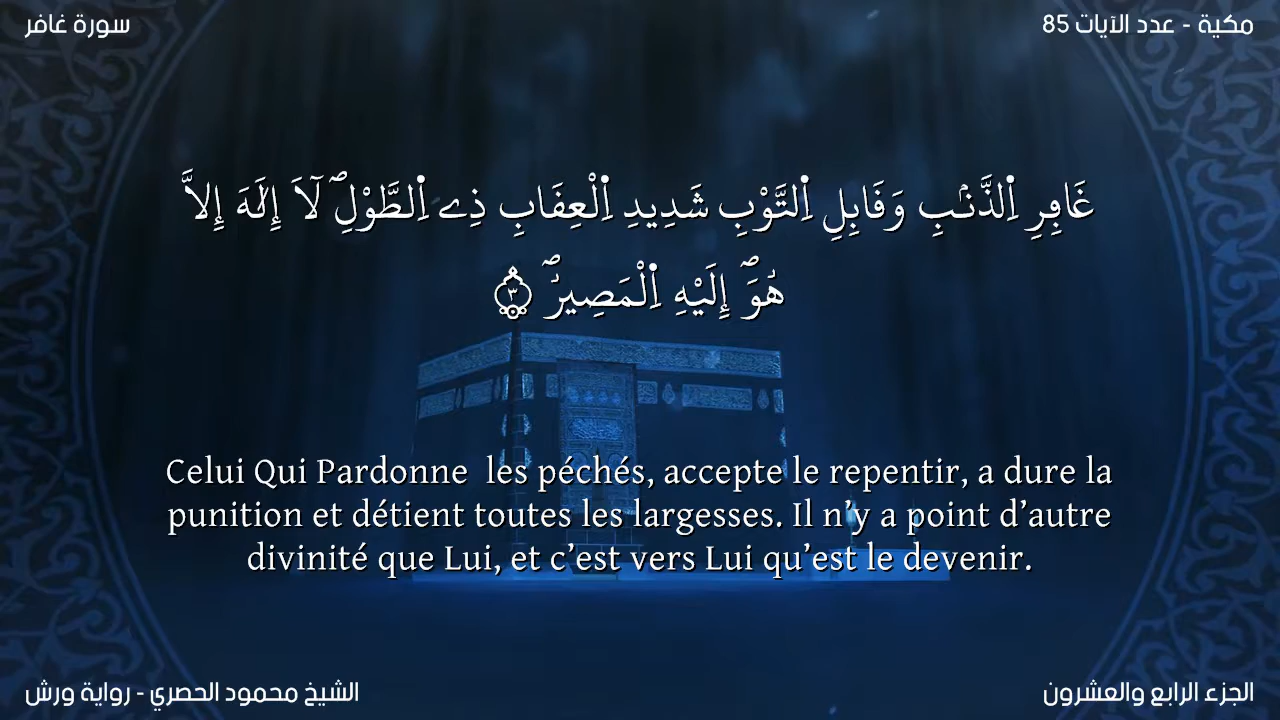 سورة غافر
مكية - عدد الآيات 85
غَافِرِ اِ۬لذَّنۢبِ وَقَابِلِ اِ۬لتَّوْبِ شَدِيدِ اِ۬لْعِقَابِ ذِے اِ۬لطَّوْلِۖ لَآ إِلَٰهَ إِلاَّ
هُوَۖ إِلَيْهِ اِ۬لْمَصِيرُۖ ٣
Celui Qui Pardonne les péchés, accepte le repentir, a dure la
punition et détient toutes les largesses. Il n’y a point d’autre
divinité que Lui, et c’est vers Lui qu’est le devenir.
الشيخ محمود الحصري - رواية ورش
الجزء الرابع والعشرون